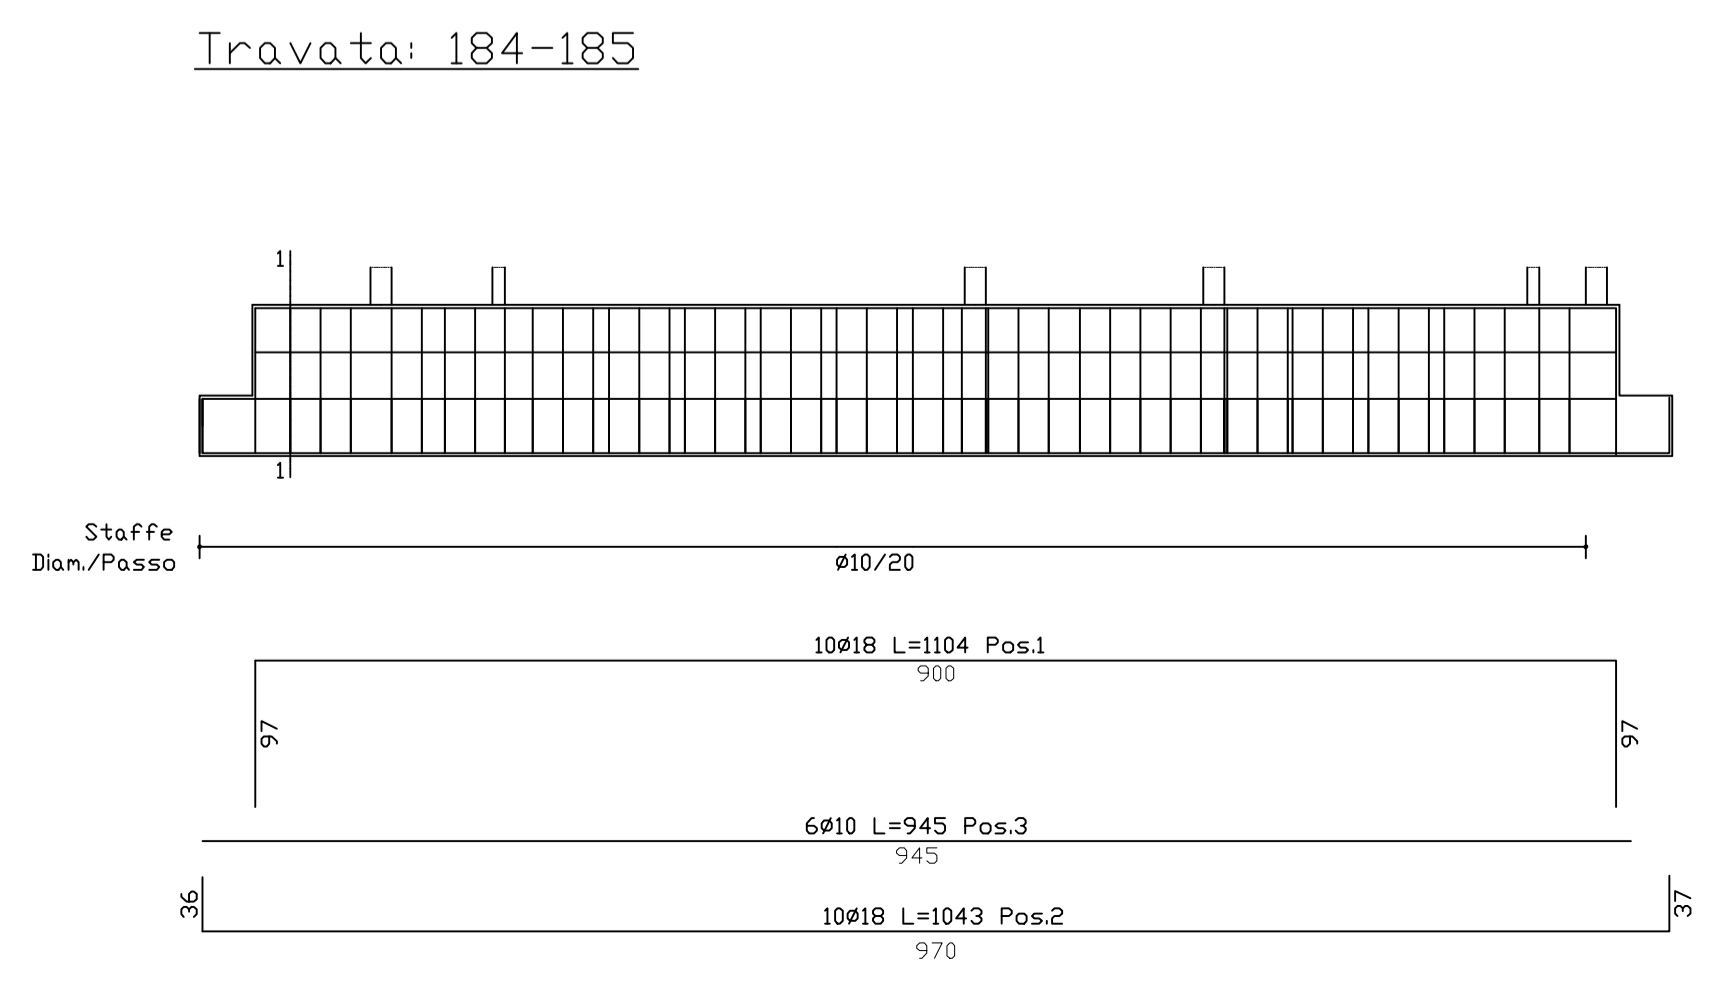 Travata: 184-185
1
1
Staffe
Diam./Passo
Ø10/20
10Ø18 L=1104 Pos.1
900
97
97
6Ø10 L=945 Pos.3
945
36
37
10Ø18 L=1043 Pos.2
970